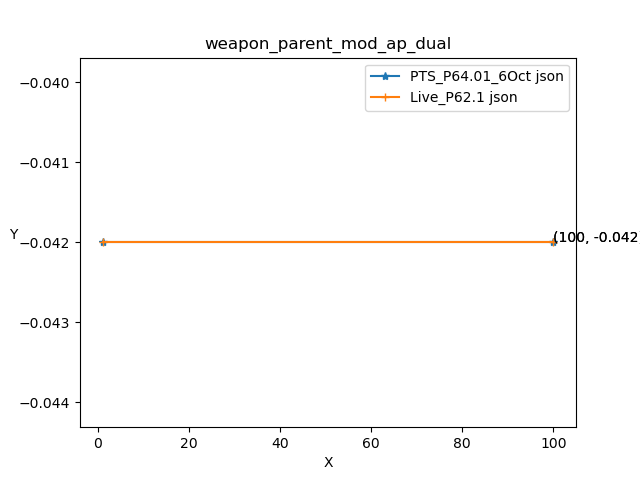 weapon_parent_mod_ap_dual
PTS_P64.01_6Oct json
Live_P62.1 json
−0.040
−0.041
−0.042
−0.043
−0.044
Y
(100, -0.042
0 20 40 60 80 100
X